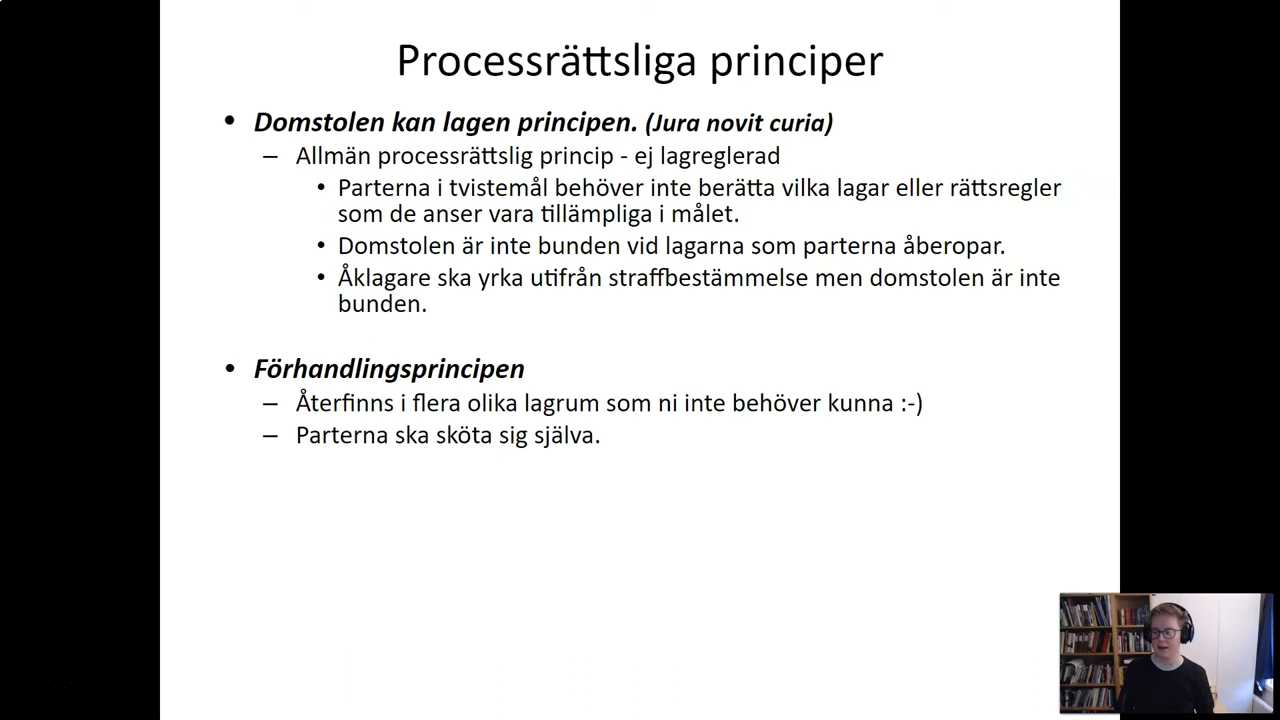 Processrättsliga principer
• Domstolen kan lagen principen. (Jura novit curia)
– Allmän processrättslig princip - ej lagreglerad
• Parterna i tvistemål behöver inte berätta vilka lagar eller rättsregler
som de anser vara tillämpliga i målet.
• Domstolen är inte bunden vid lagarna som parterna åberopar.
• Åklagare ska yrka utifrån straffbestämmelse men domstolen är inte
bunden.
• Förhandlingsprincipen
– Återfinns i flera olika lagrum som ni inte behöver kunna :-)
– Parterna ska sköta sig själva.